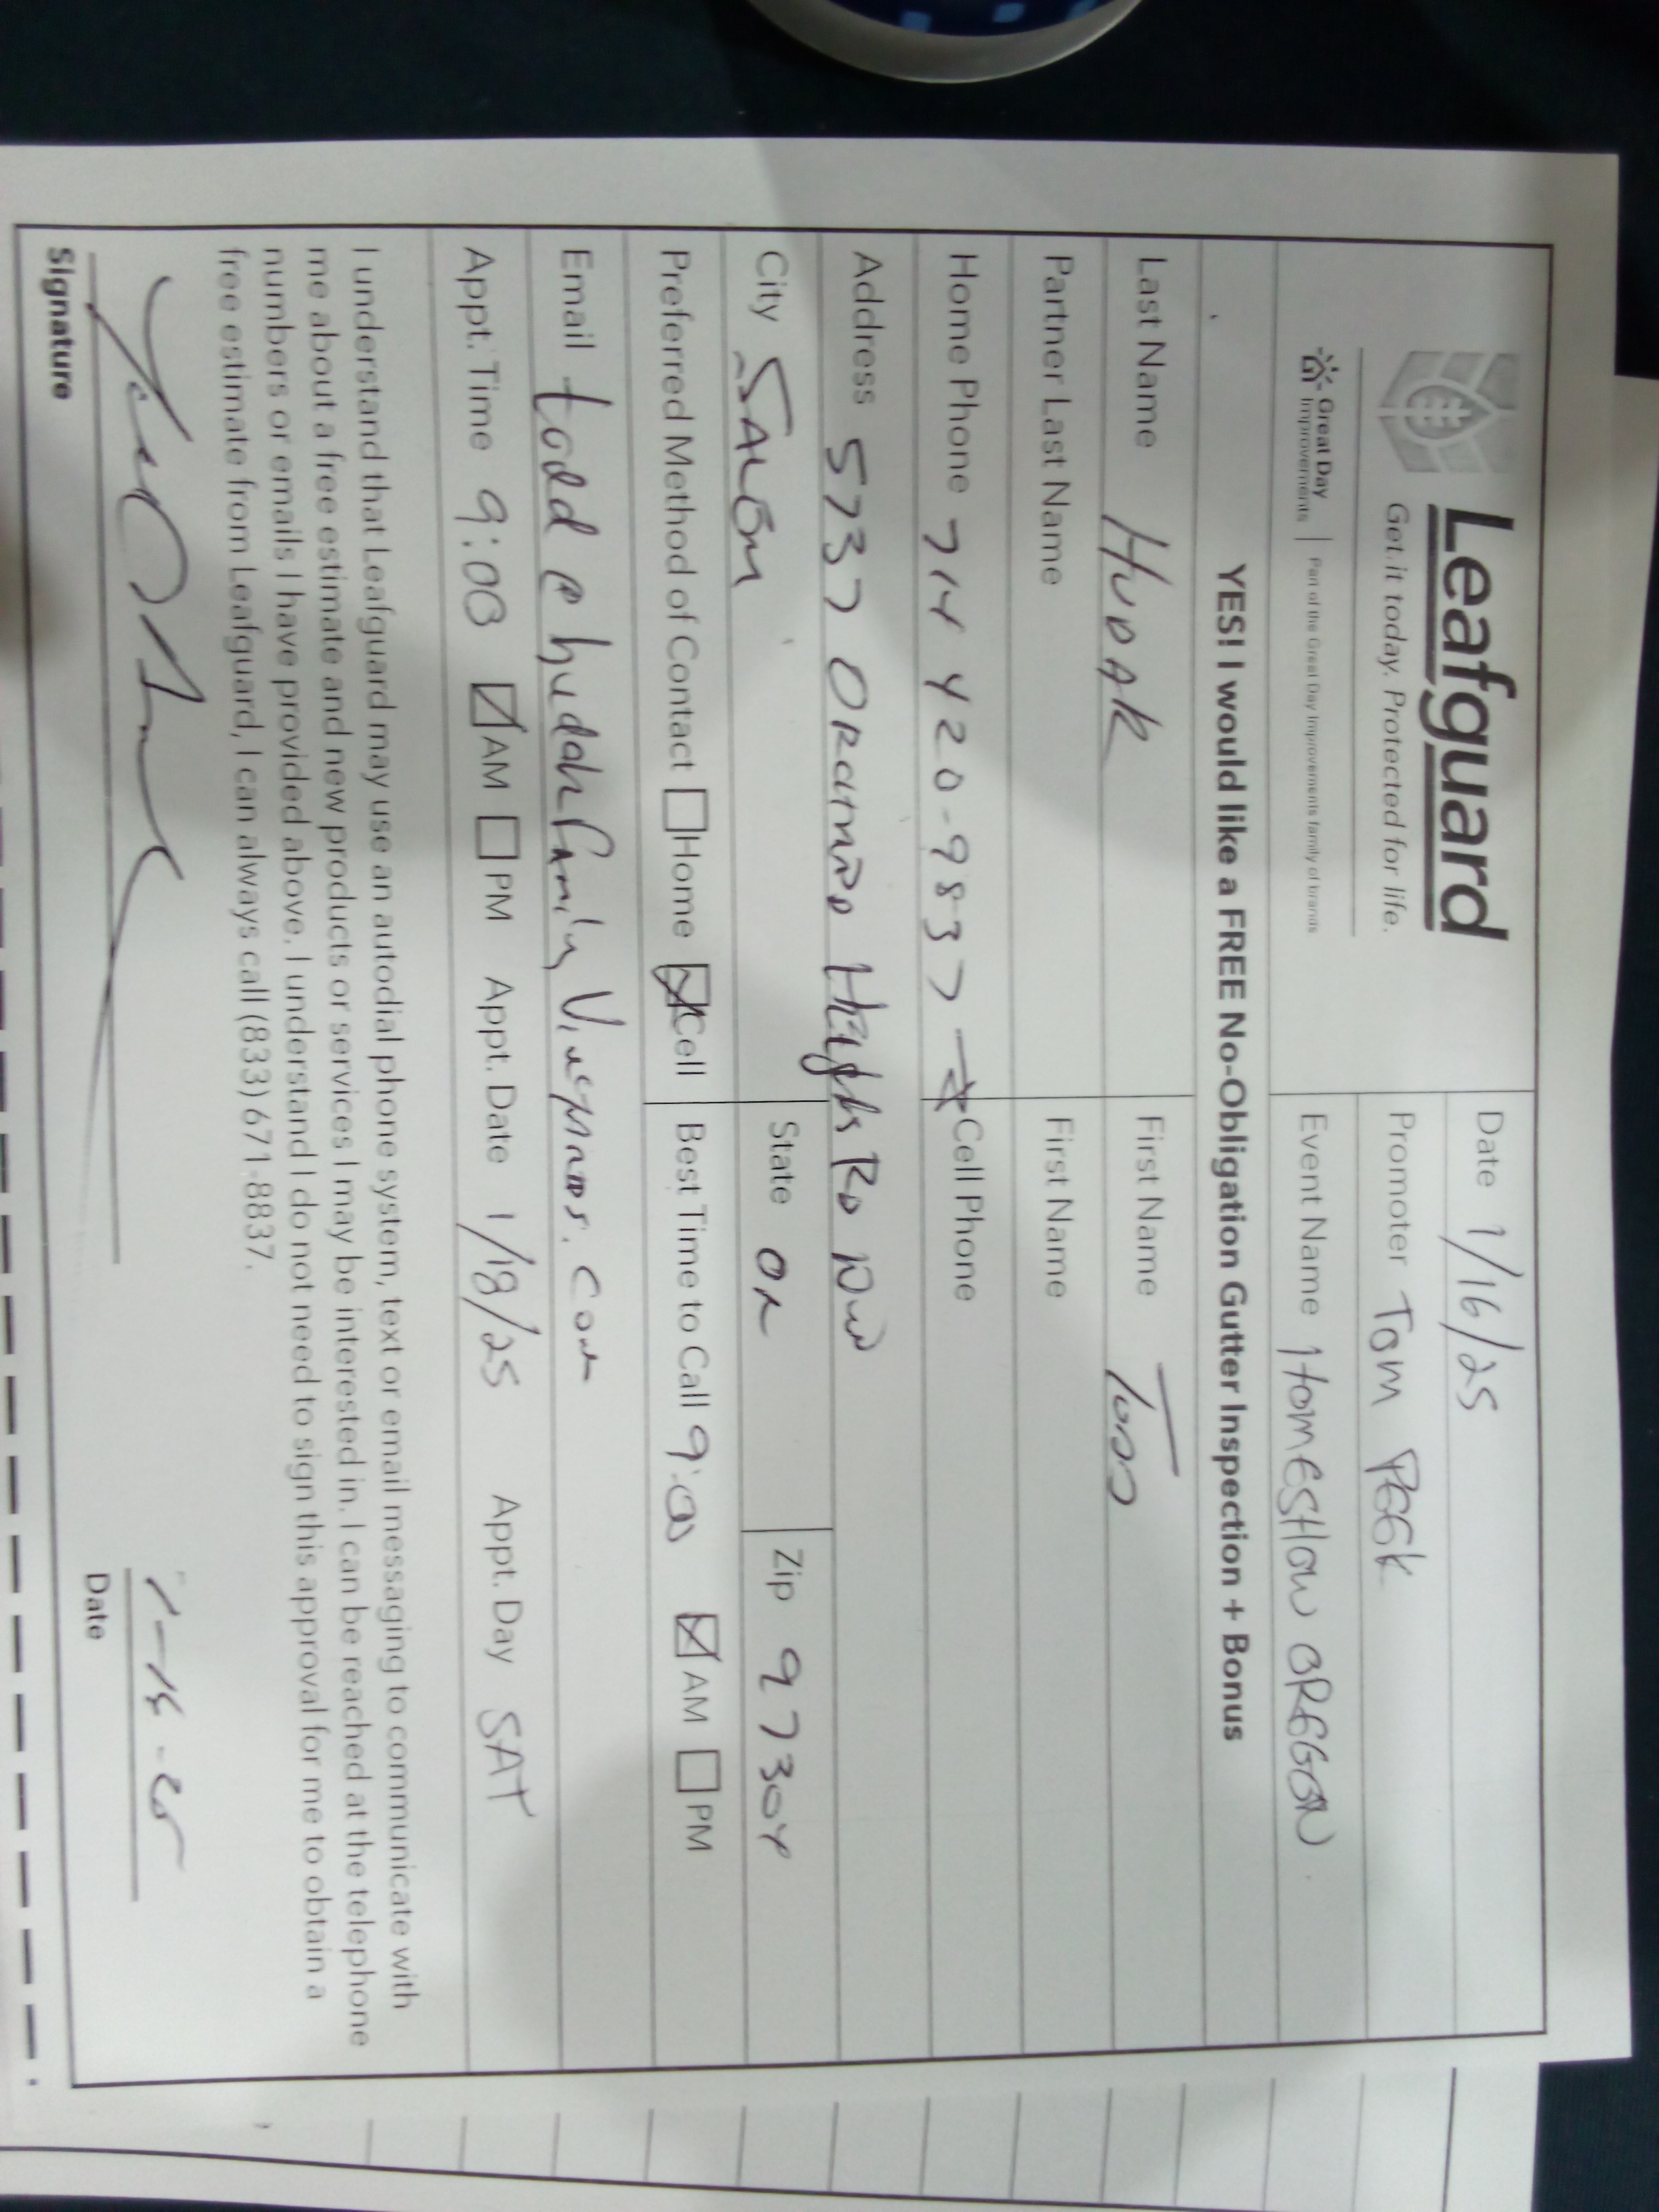 Leafguard
Get it today. Protected for life.
Great Day Improvements | Part of the Great Day Improvements family of brands
Date 1/16/25
Promoter Tom PEEK
Event Name HOMESHOW OREGON
YES! I would like a FREE No-Obligation Gutter Inspection + Bonus
Last Name HUDAK First Name TODD
Partner Last Name First Name
Home Phone 714 420-9837 → Cell Phone
Address 5737 ORCHARD Heights RD NW
City SALEM State OR Zip 97304
Preferred Method of Contact Home Cell Best Time to Call 9:00 AM PM
Email todd@hudakfamilyVineyards.com
Appt. Time 9:00 AM PM Appt. Date 1/18/25 Appt. Day SAT
I understand that Leafguard may use an autodial phone system, text or email messaging to communicate with
me about a free estimate and new products or services I may be interested in. I can be reached at the telephone
numbers or emails I have provided above. I understand I do not need to sign this approval for me to obtain a
free estimate from Leafguard, I can always call (833) 671-8837.
Signature Date